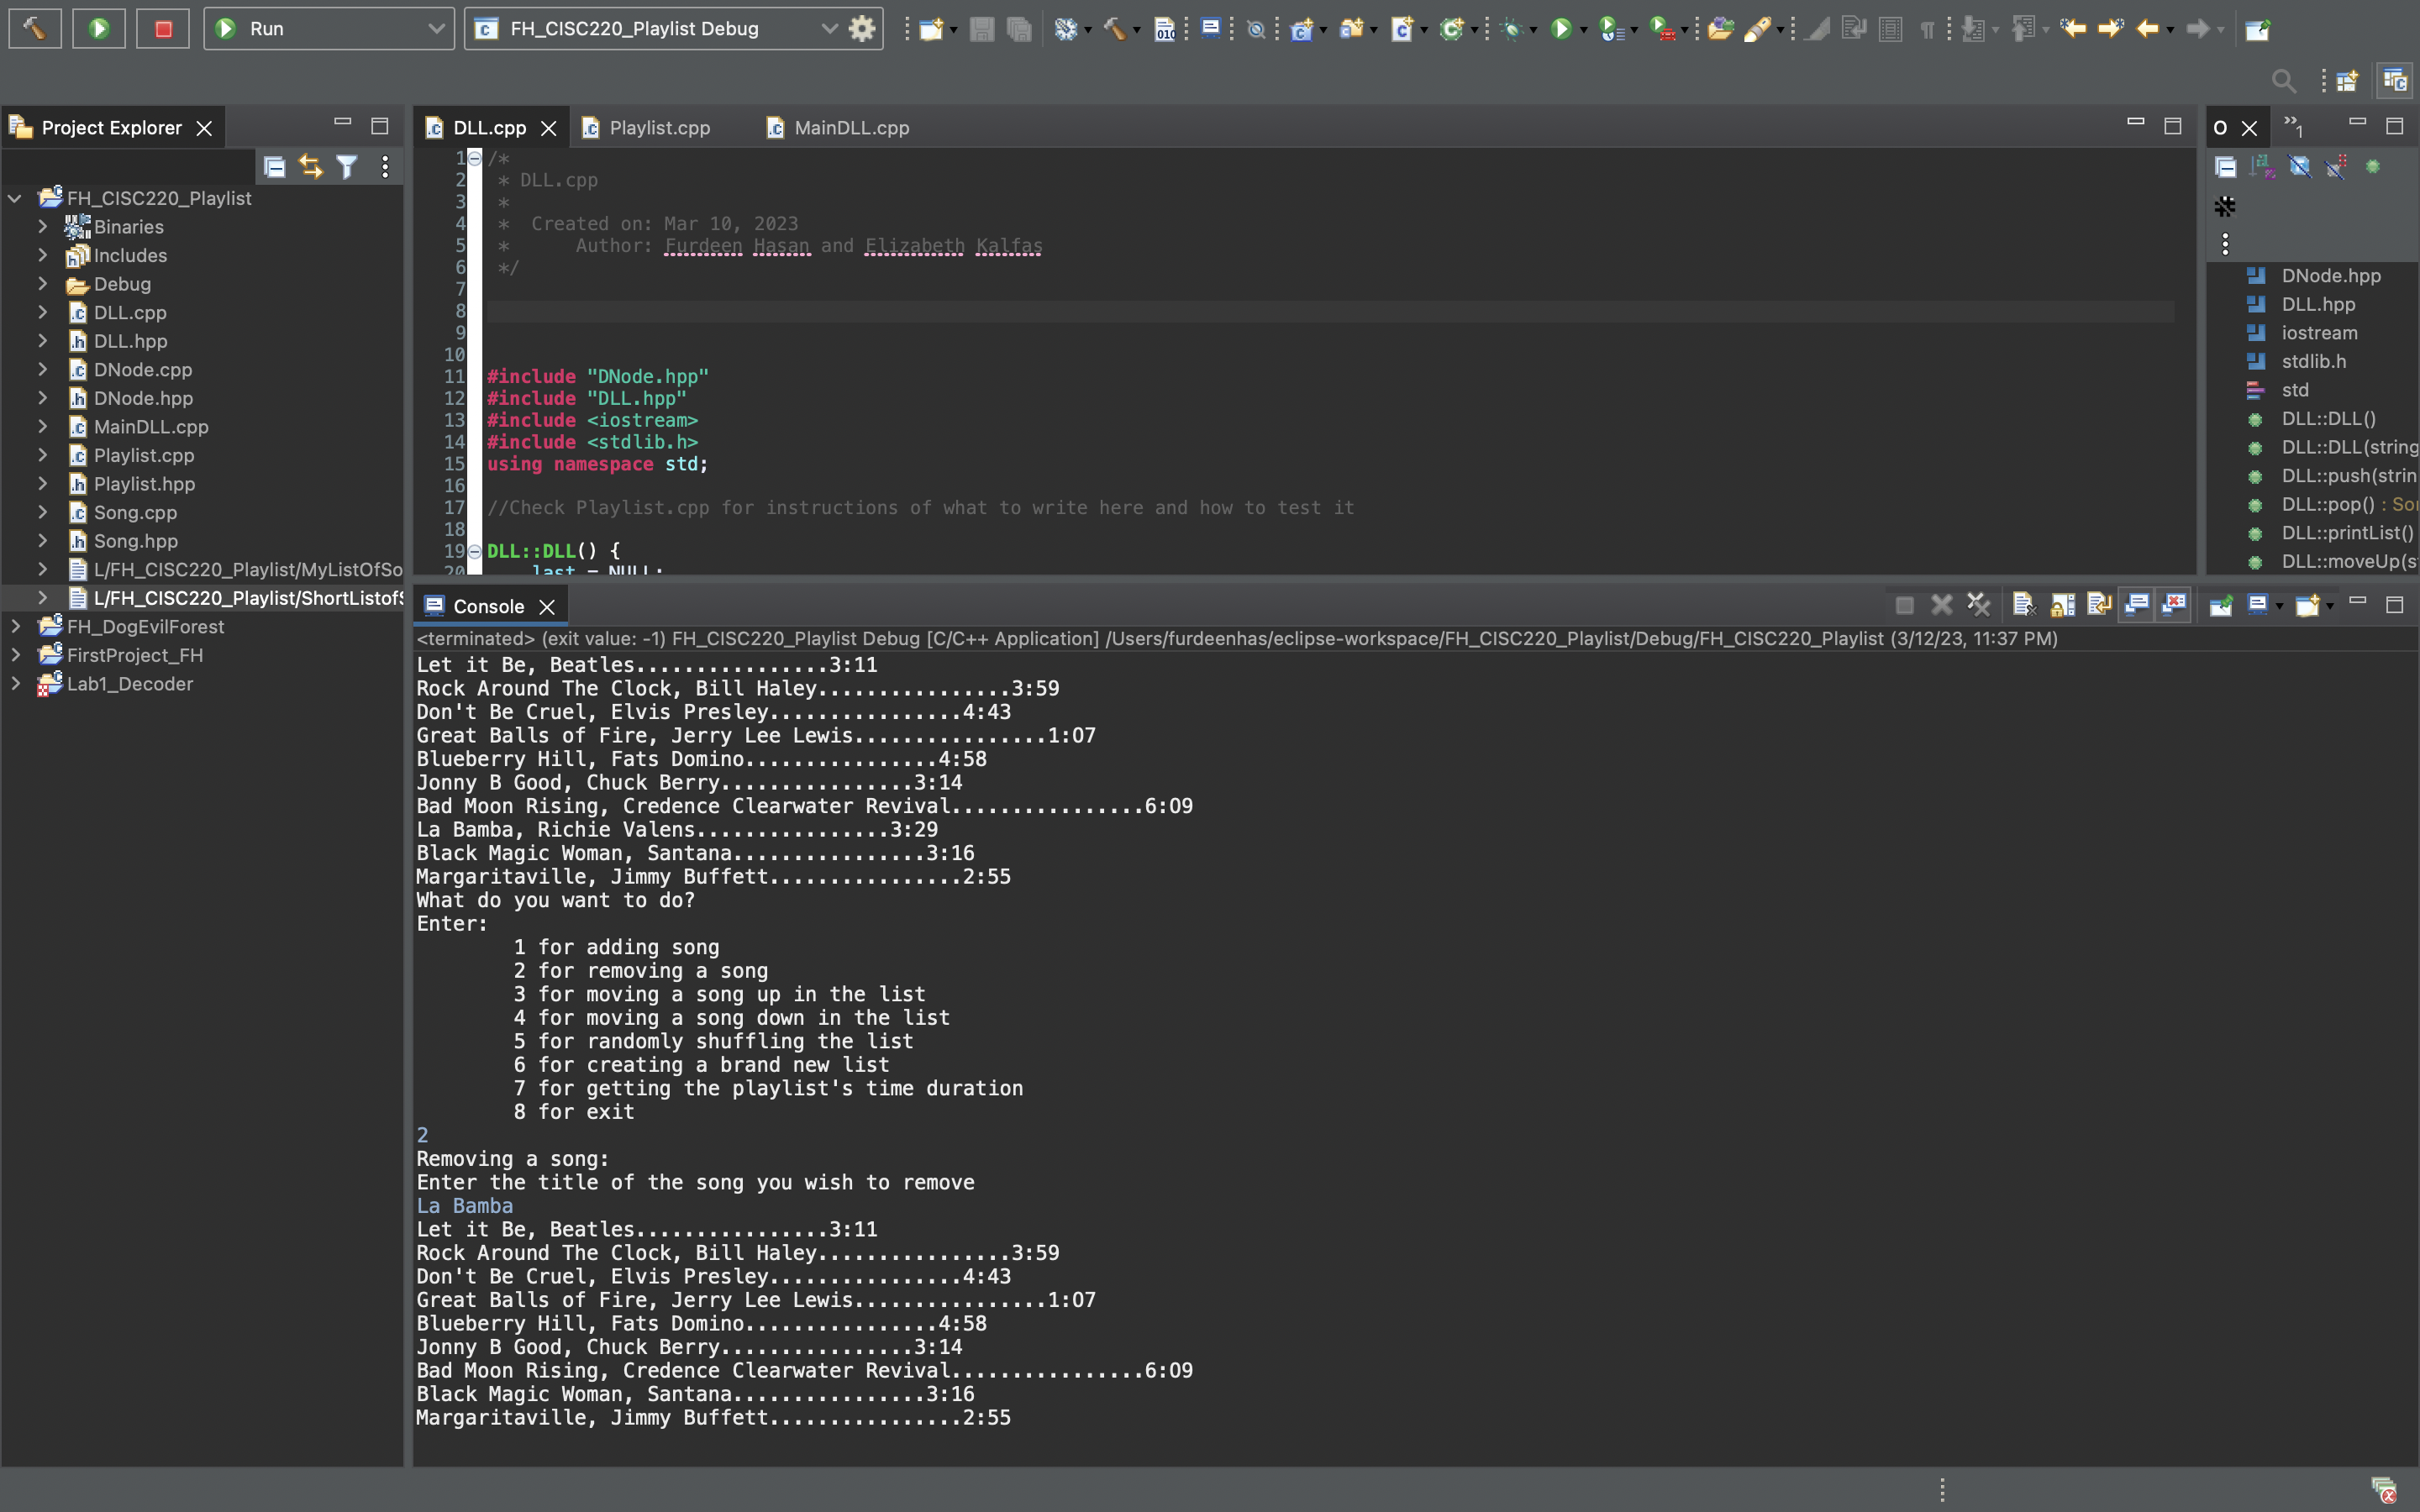 Run
FH_CISC220_Playlist Debug
Project Explorer
FH_CISC220_Playlist
Binaries
Includes
Debug
DLL.cpp
DLL.hpp
DNode.cpp
DNode.hpp
MainDLL.cpp
Playlist.cpp
Playlist.hpp
Song.cpp
Song.hpp
L/FH_CISC220_Playlist/MyListOfSo
L/FH_CISC220_Playlist/ShortListofS
FH_DogEvilForest
FirstProject_FH
Lab1_Decoder
DLL.cpp Playlist.cpp MainDLL.cpp
1 /*
2 * DLL.cpp
3 *
4 * Created on: Mar 10, 2023
5 * Author: Furdeen Hasan and Elizabeth Kalfas
6 */
7
8
9
10
11 #include "DNode.hpp"
12 #include "DLL.hpp"
13 #include <iostream>
14 #include <stdlib.h>
15 using namespace std;
16
17 //Check Playlist.cpp for instructions of what to write here and how to test it
18
19 DLL::DLL() {
20 last = NULL;
O 1
DNode.hpp
DLL.hpp
iostream
stdlib.h
std
DLL::DLL()
DLL::DLL(string
DLL::push(strin
DLL::pop() : So
DLL::printList()
DLL::moveUp(s
Console
<terminated> (exit value: -1) FH_CISC220_Playlist Debug [C/C++ Application] /Users/furdeenhas/eclipse-workspace/FH_CISC220_Playlist/Debug/FH_CISC220_Playlist (3/12/23, 11:37 PM)
Let it Be, Beatles................3:11
Rock Around The Clock, Bill Haley................3:59
Don't Be Cruel, Elvis Presley................4:43
Great Balls of Fire, Jerry Lee Lewis................1:07
Blueberry Hill, Fats Domino................4:58
Jonny B Good, Chuck Berry................3:14
Bad Moon Rising, Credence Clearwater Revival................6:09
La Bamba, Richie Valens................3:29
Black Magic Woman, Santana................3:16
Margaritaville, Jimmy Buffett................2:55
What do you want to do?
Enter:
1 for adding song
2 for removing a song
3 for moving a song up in the list
4 for moving a song down in the list
5 for randomly shuffling the list
6 for creating a brand new list
7 for getting the playlist's time duration
8 for exit
2
Removing a song:
Enter the title of the song you wish to remove
La Bamba
Let it Be, Beatles................3:11
Rock Around The Clock, Bill Haley................3:59
Don't Be Cruel, Elvis Presley................4:43
Great Balls of Fire, Jerry Lee Lewis................1:07
Blueberry Hill, Fats Domino................4:58
Jonny B Good, Chuck Berry................3:14
Bad Moon Rising, Credence Clearwater Revival................6:09
Black Magic Woman, Santana................3:16
Margaritaville, Jimmy Buffett................2:55